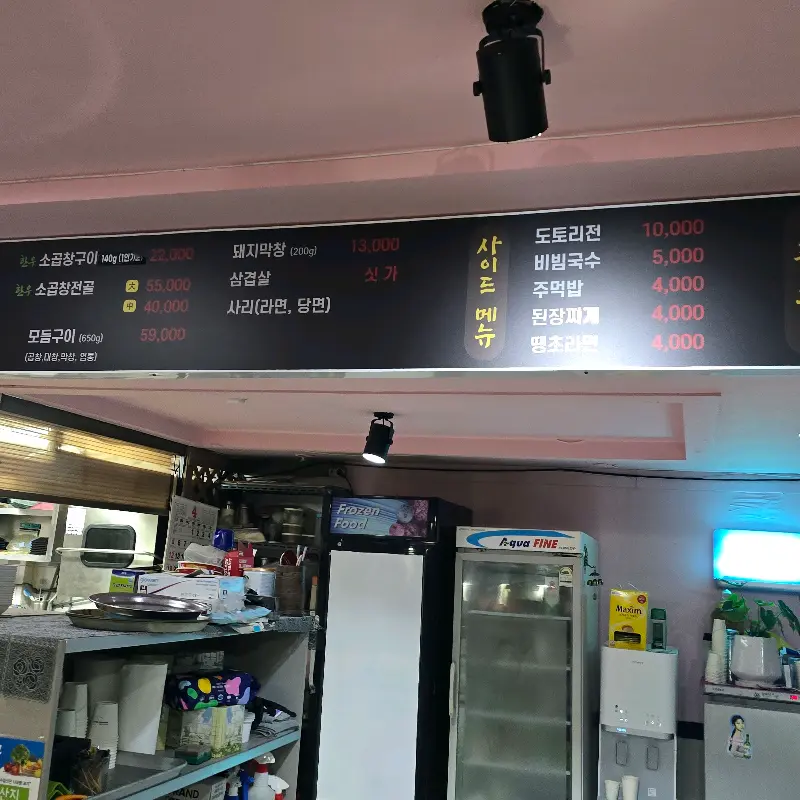 한우 소곱창구이 140g (1인기준) 22,000
한우 소곱창전골 大 55,000
中 40,000
모듬구이 (650g) 59,000
(곱창,대창,막창, 염통)
돼지막창 (200g) 13,000
삼겹살 싯가
사리(라면, 당면)
사이드 메뉴
도토리전 10,000
비빔국수 5,000
주먹밥 4,000
된장찌개 4,000
땡초라면 4,000
Frozen
Food
Aqua FINE
Maxim
4